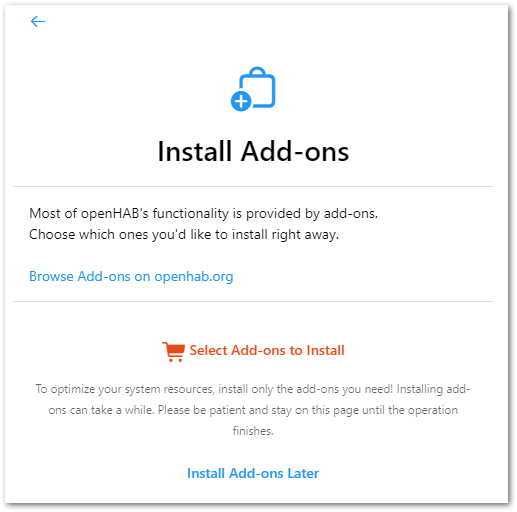 Install Add-ons
Most of openHAB's functionality is provided by add-ons.
Choose which ones you'd like to install right away.
Browse Add-ons on openhab.org
Select Add-ons to Install
To optimize your system resources, install only the add-ons you need! Installing add-
ons can take a while. Please be patient and stay on this page until the operation
finishes.
Install Add-ons Later